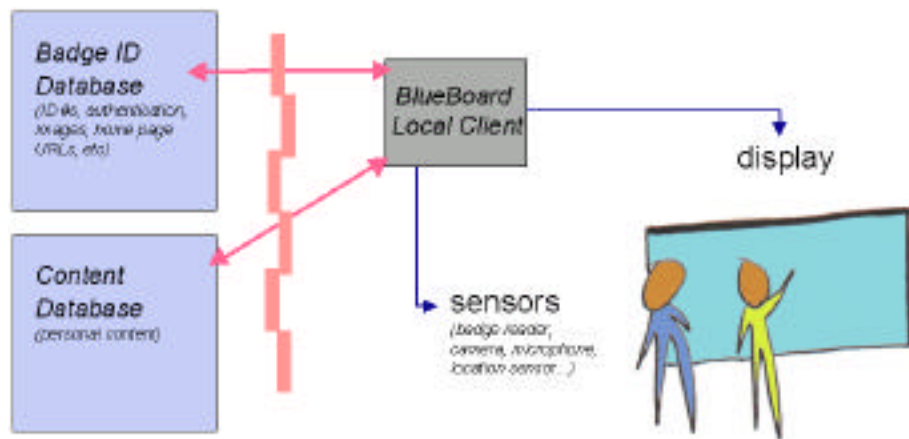 Badge ID
Database
(ID #s, authentication,
images, home page
URLs, etc)
BlueBoard
Local Client
display
Content
Database
(personal content)
sensors
(badge reader,
camera, microphone,
location sensor...)